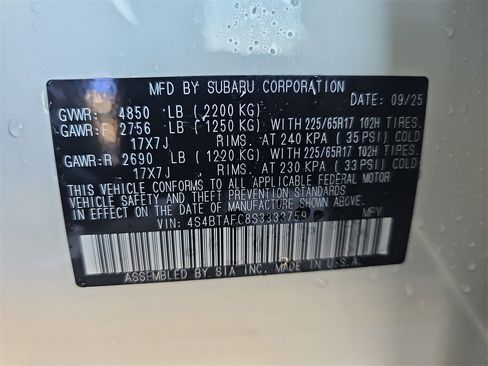 MFD BY SUBARU CORPORATION DATE: 09/25
GVWR: 4850 LB (2200 KG)
GAWR: F 2756 LB (1250 KG) WITH 225/65R17 102H TIRES,
17X7J RIMS, AT 240 KPA (35 PSI) COLD
GAWR: R 2690 LB (1220 KG) WITH 225/65R17 102H TIRES,
17X7J RIMS, AT 230 KPA (33 PSI) COLD
THIS VEHICLE CONFORMS TO ALL APPLICABLE FEDERAL MOTOR
VEHICLE SAFETY AND THEFT PREVENTION STANDARDS
IN EFFECT ON THE DATE OF MANUFACTURE SHOWN ABOVE.
VIN: 4S4BTAFC8S3333759 MPV
ASSEMBLED BY SIA INC. MADE IN U.S.A.